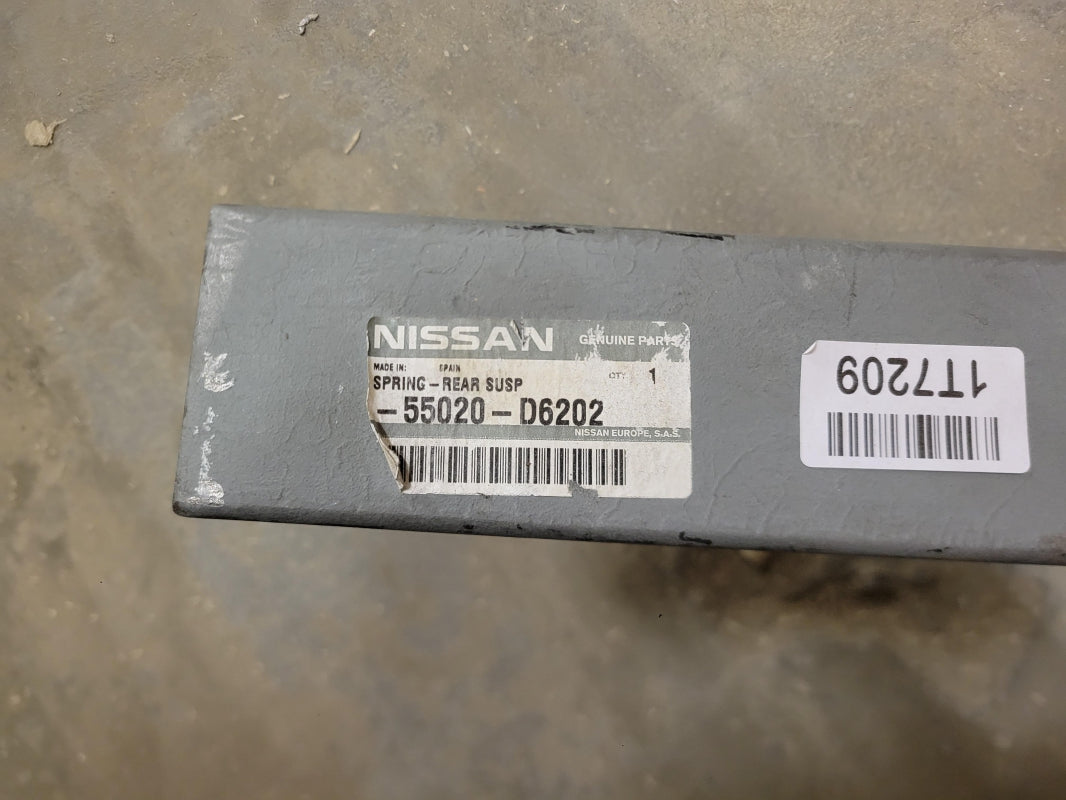 NISSAN GENUINE PARTS
MADE IN: SPAIN
SPRING-REAR SUSP QTY: 1
-55020-D6202
NISSAN EUROPE, S.A.S.
1T7209